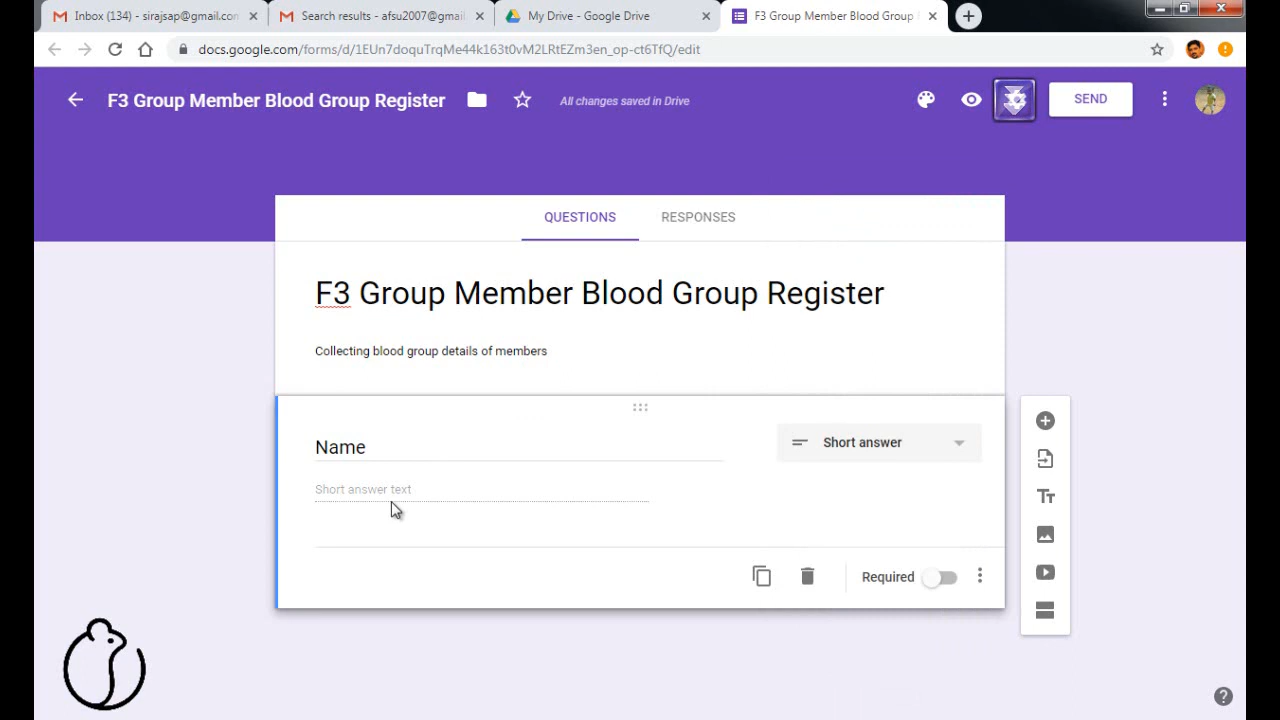 Inbox (134) - sirajsap@gmail.con
Search results - afsu2007@gmail
My Drive - Google Drive
F3 Group Member Blood Group
docs.google.com/forms/d/1EUn7doquTrqMe44k163t0vM2LRtEZm3en_op-ct6TfQ/edit
F3 Group Member Blood Group Register
All changes saved in Drive
SEND
QUESTIONS
RESPONSES
F3 Group Member Blood Group Register
Collecting blood group details of members
Name
Short answer
Short answer text
Required